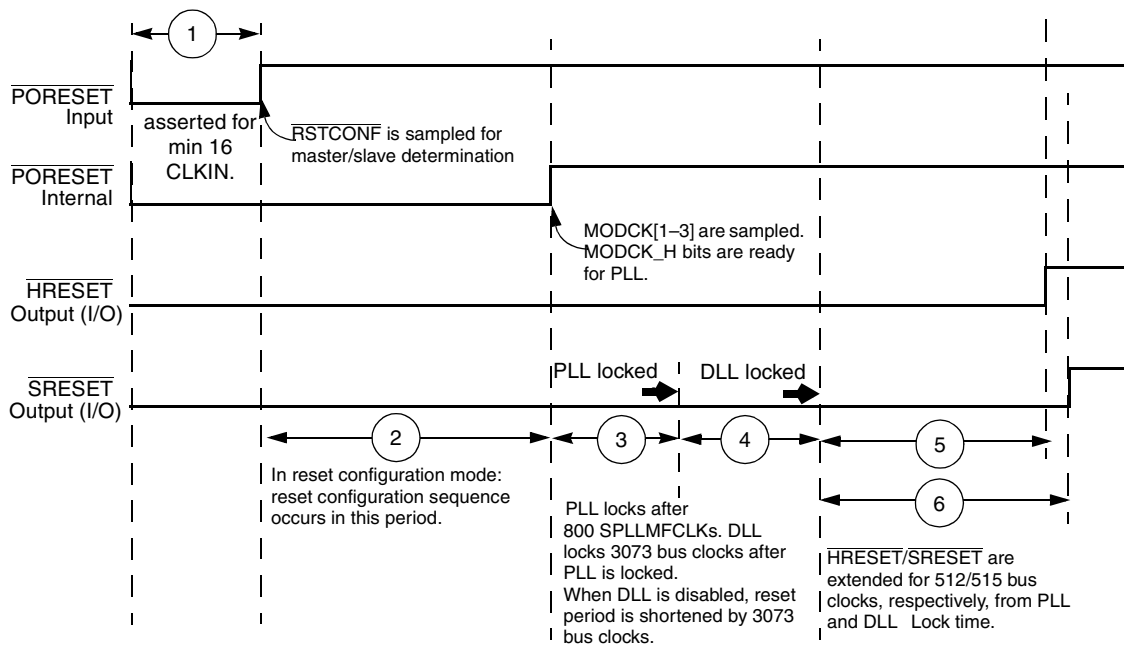 1
PORESET
Input
asserted for
min 16
CLKIN.
RSTCONF is sampled for
master/slave determination
PORESET
Internal
MODCK[1–3] are sampled.
MODCK_H bits are ready
for PLL.
HRESET
Output (I/O)
PLL locked
DLL locked
SRESET
Output (I/O)
2
3
4
5
In reset configuration mode:
reset configuration sequence
occurs in this period.
6
PLL locks after
800 SPLLMFCLKs. DLL
locks 3073 bus clocks after
PLL is locked.
When DLL is disabled, reset
period is shortened by 3073
bus clocks.
HRESET/SRESET are
extended for 512/515 bus
clocks, respectively, from PLL
and DLL Lock time.